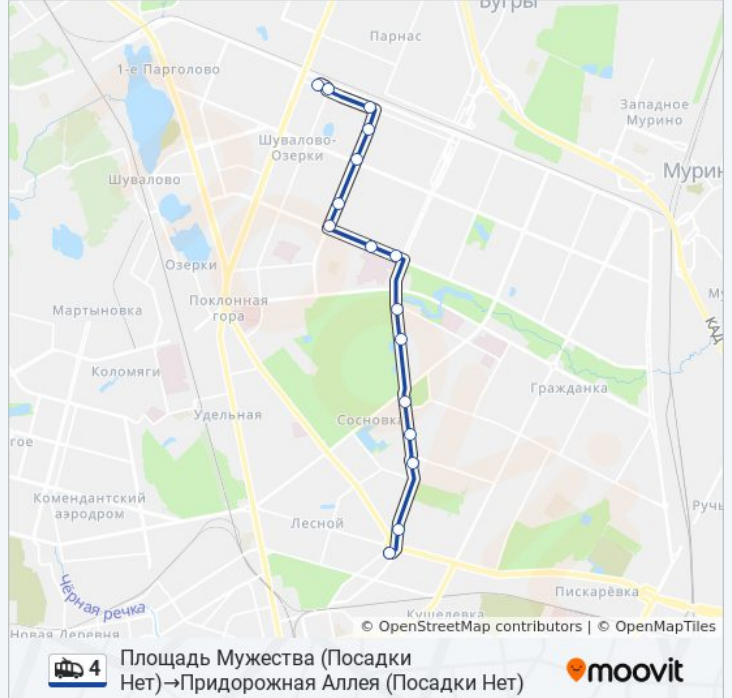 Бугры
Парнас
1-е Парголово
Западное
Мурино
Шувалово-
Озерки
Мурин
Шувалово
Озерки
Поклонная
гора
Мартыновка
КАД
Коломяги
Гражданка
Удельная
Сосновка
гое
Комендантский
аэродром
Ручь
Лесной
Чёрная речка
Пискарёвка
Кушелевка
Новая Деревня
© OpenStreetMap contributors | © OpenMapTiles
4 Площадь Мужества (Посадки
Нет)→Придорожная Аллея (Посадки Нет)
moovit